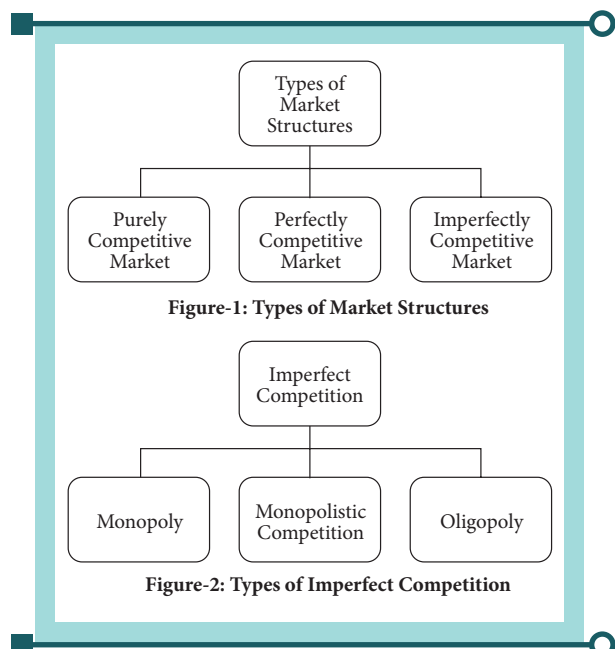 Types of
Market
Structures
Purely
Competitive
Market
Perfectly
Competitive
Market
Imperfectly
Competitive
Market
Figure-1: Types of Market Structures
Imperfect
Competition
Monopoly
Monopolistic
Competition
Oligopoly
Figure-2: Types of Imperfect Competition